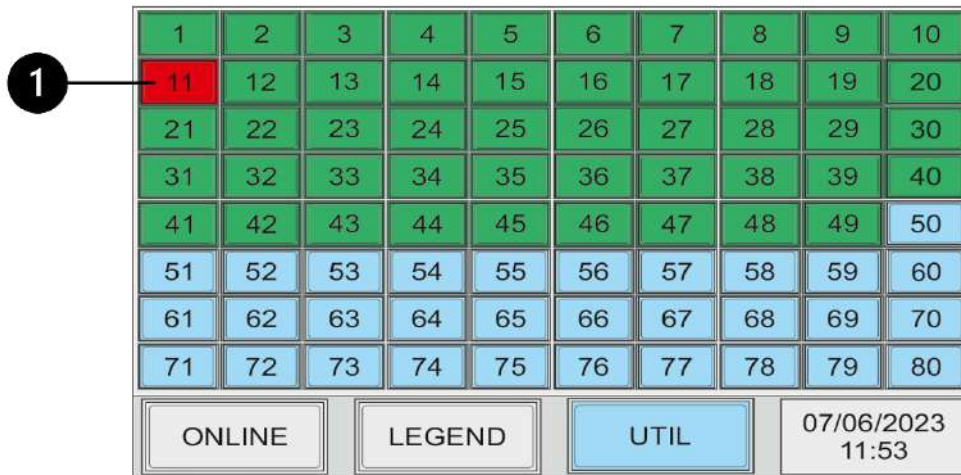 1 2 3 4 5 6 7 8 9 10
1 11 12 13 14 15 16 17 18 19 20
21 22 23 24 25 26 27 28 29 30
31 32 33 34 35 36 37 38 39 40
41 42 43 44 45 46 47 48 49 50
51 52 53 54 55 56 57 58 59 60
61 62 63 64 65 66 67 68 69 70
71 72 73 74 75 76 77 78 79 80
ONLINE LEGEND UTIL 07/06/2023
11:53